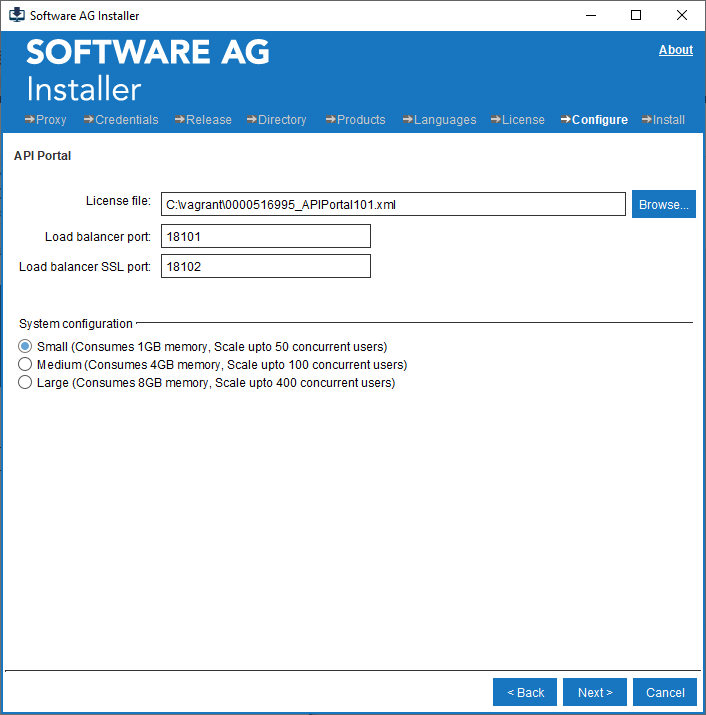 Software AG Installer
SOFTWARE AG
About
Installer
Proxy Credentials Release Directory Products Languages License Configure Install
API Portal
License file: C:\vagrant\0000516995_APIPortal101.xml Browse...
Load balancer port: 18101
Load balancer SSL port: 18102
System configuration
Small (Consumes 1GB memory, Scale upto 50 concurrent users)
Medium (Consumes 4GB memory, Scale upto 100 concurrent users)
Large (Consumes 8GB memory, Scale upto 400 concurrent users)
< Back Next > Cancel